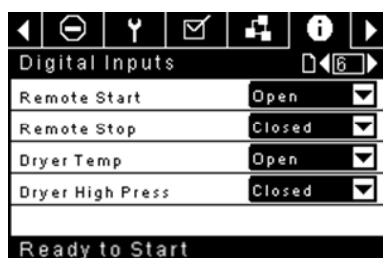 Digital Inputs 6
Remote Start Open
Remote Stop Closed
Dryer Temp Open
Dryer High Press Closed
Ready to Start